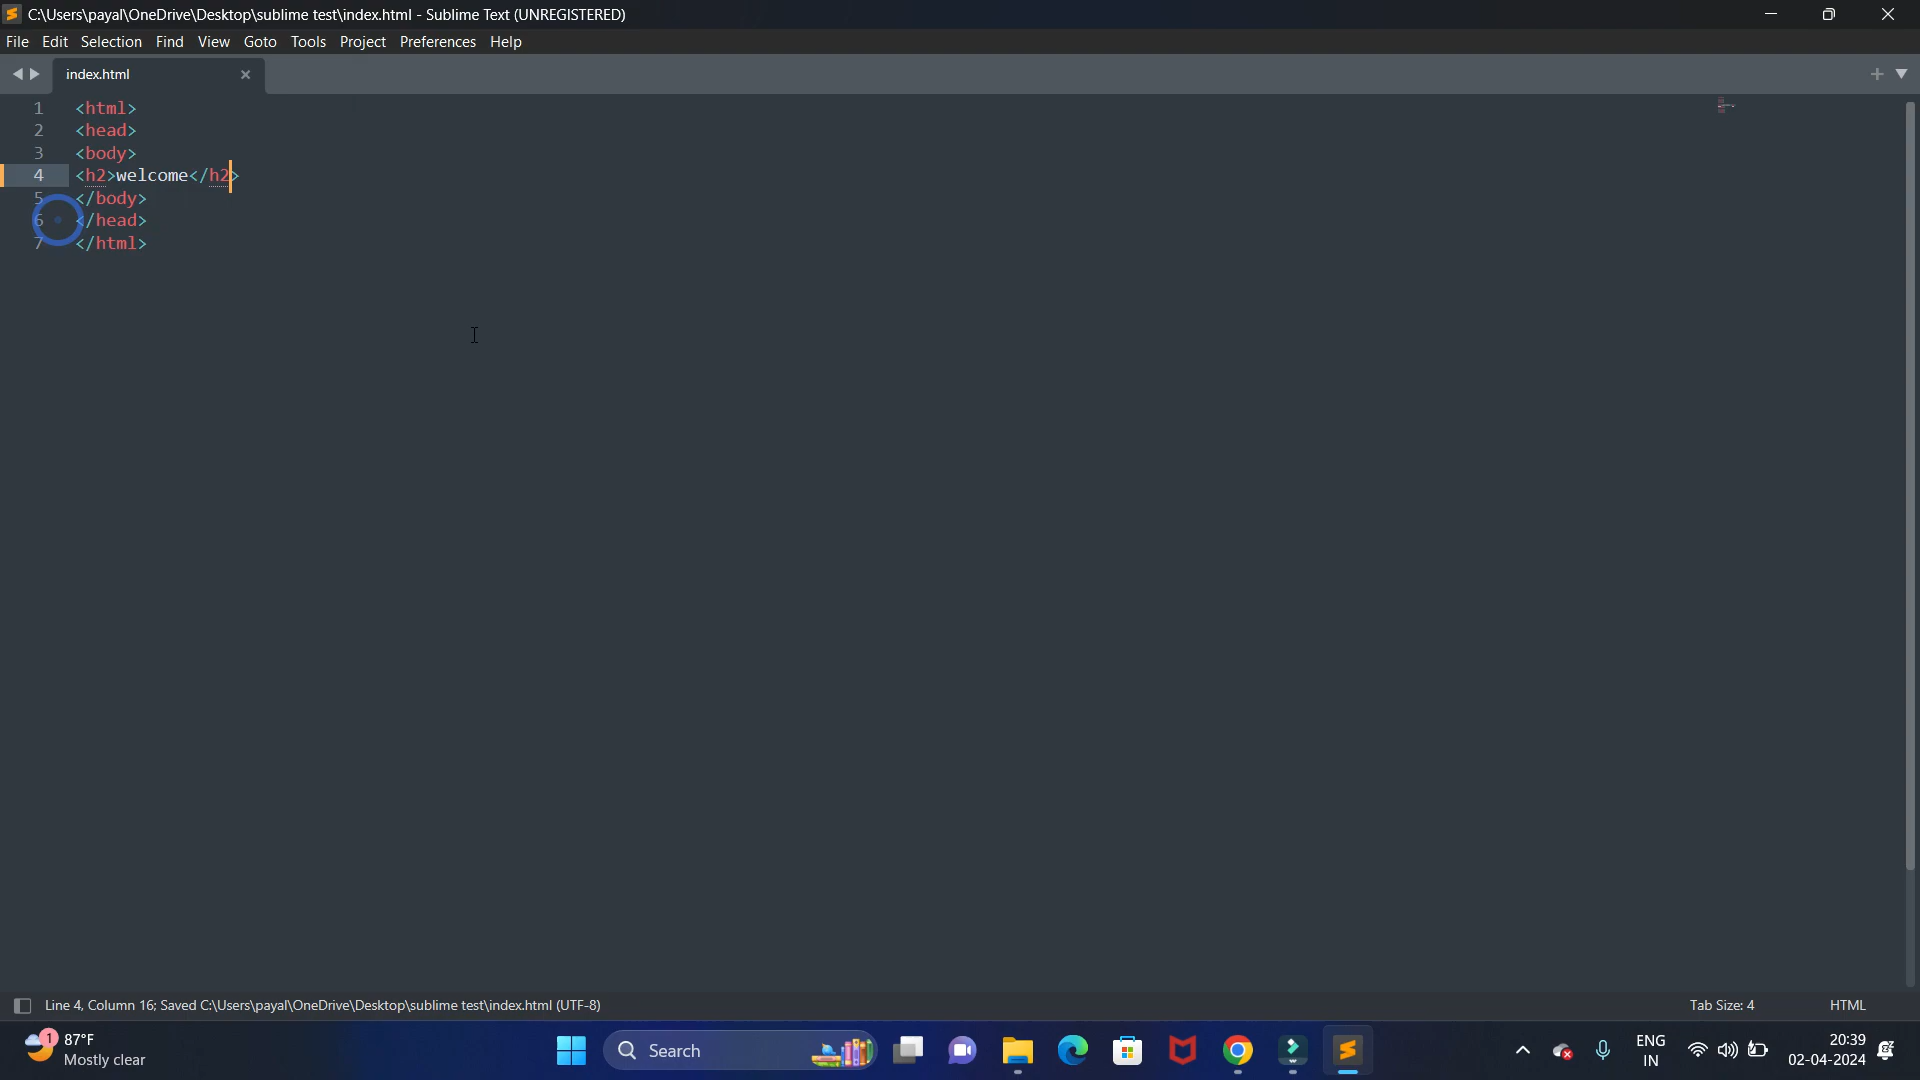 C:\Users\payal\OneDrive\Desktop\sublime test\index.html - Sublime Text (UNREGISTERED)
File Edit Selection Find View Goto Tools Project Preferences Help
index.html
1 <html>
2 <head>
3 <body>
4 <h2>welcome</h2>
5 </body>
6 </head>
7 </html>
Line 4, Column 16; Saved C:\Users\payal\OneDrive\Desktop\sublime test\index.html (UTF-8)
Tab Size: 4
HTML
1
87°F
Mostly clear
Search
ENG
IN
20:39
02-04-2024